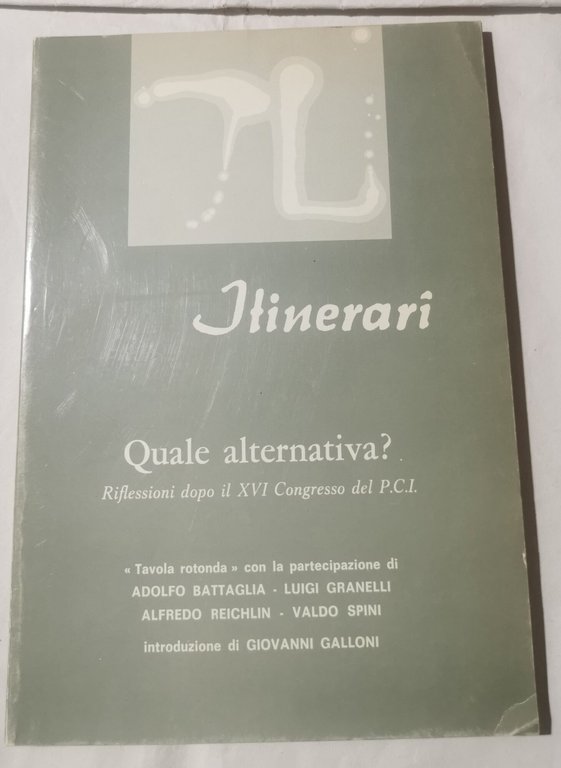 Itinerarî
Quale alternativa?
Riflessioni dopo il XVI Congresso del P.C.I.
« Tavola rotonda » con la partecipazione di
ADOLFO BATTAGLIA - LUIGI GRANELLI
ALFREDO REICHLIN - VALDO SPINI
introduzione di GIOVANNI GALLONI